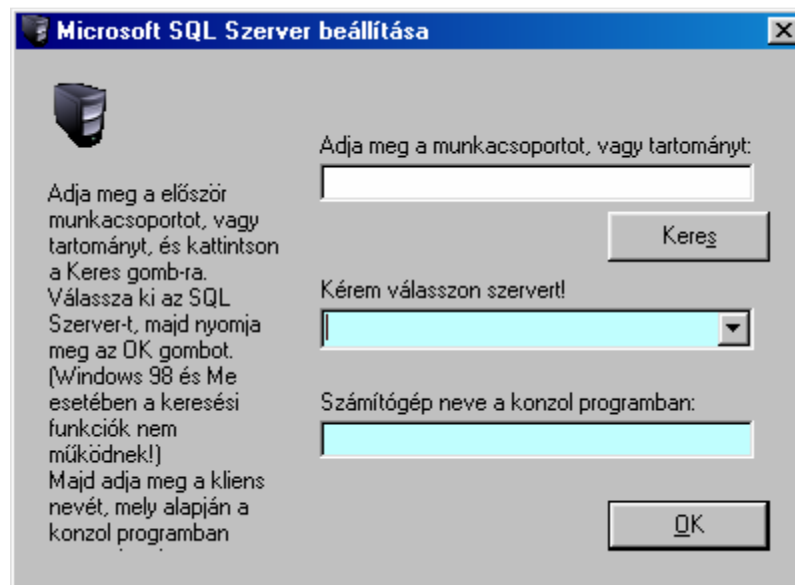 Microsoft SQL Szerver beállítása
Adja meg a először
munkacsoportot, vagy
tartományt, és kattintson
a Keres gomb-ra.
Válassza ki az SQL
Szerver-t, majd nyomja
meg az OK gombot.
(Windows 98 és Me
esetében a keresési
funkciók nem
működnek!)
Majd adja meg a kliens
nevét, mely alapján a
konzol programban
Adja meg a munkacsoportot, vagy tartományt:
Keres
Kérem válasszon szervert!
Számítógép neve a konzol programban:
OK